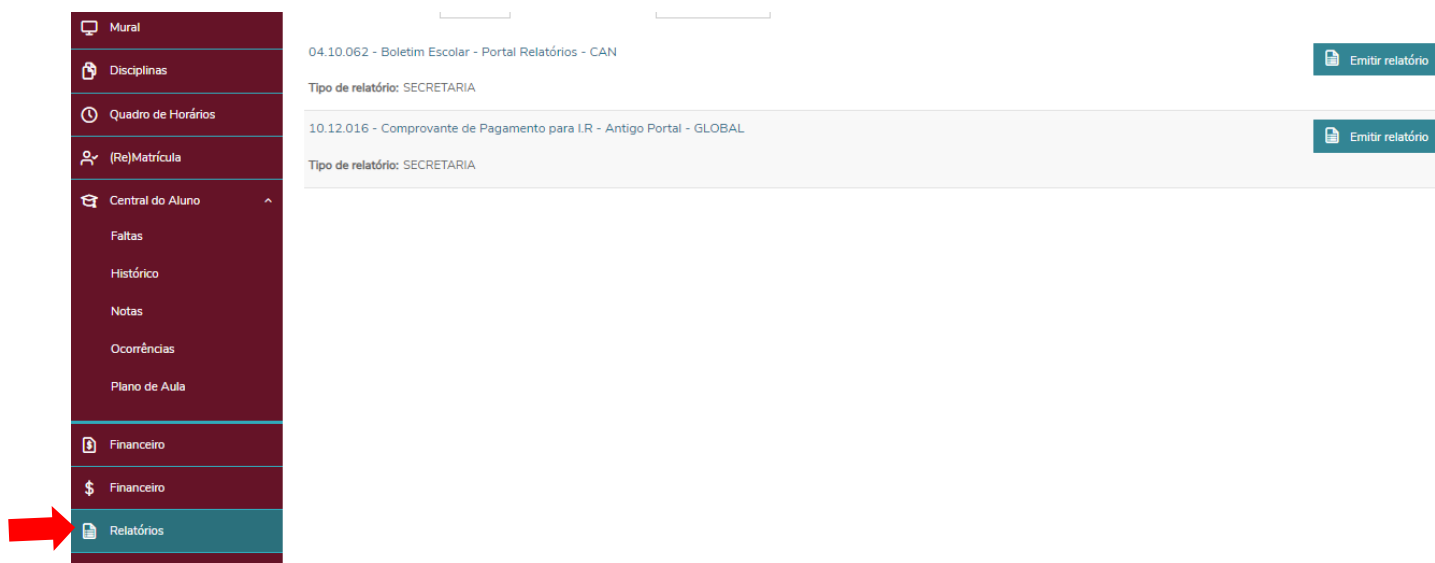 Mural
Disciplinas
Quadro de Horários
(Re)Matrícula
Central do Aluno
Faltas
Histórico
Notas
Ocorrências
Plano de Aula
Financeiro
Financeiro
Relatórios
04.10.062 - Boletim Escolar - Portal Relatórios - CAN
Emitir relatório
Tipo de relatório: SECRETARIA
10.12.016 - Comprovante de Pagamento para I.R - Antigo Portal - GLOBAL
Emitir relatório
Tipo de relatório: SECRETARIA